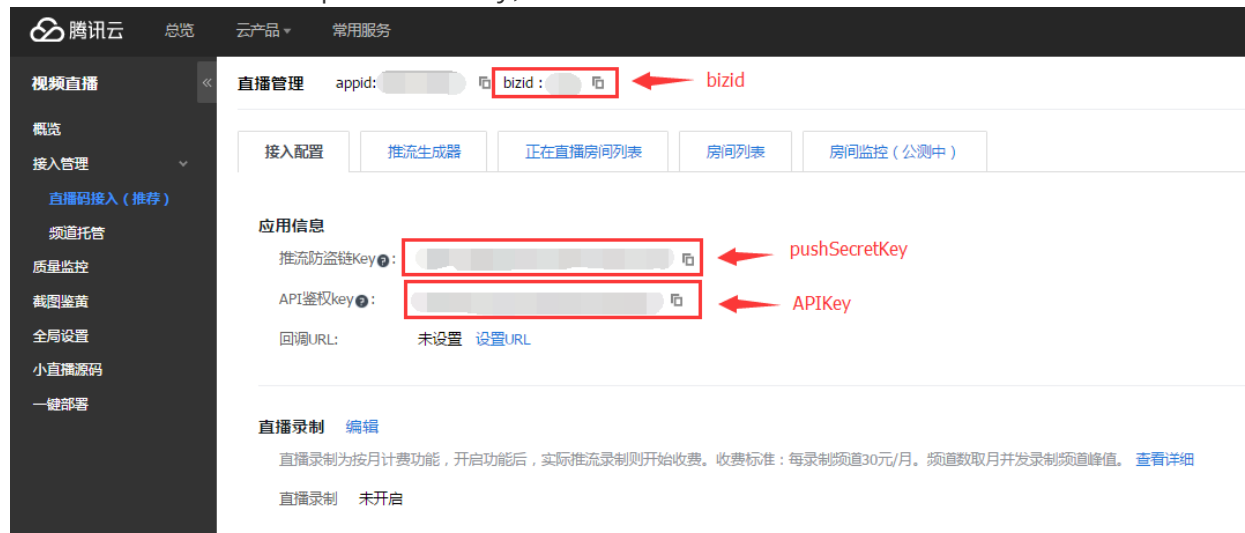 腾讯云 总览 云产品 常用服务
视频直播 « 直播管理 appid: bizid : bizid
概览
接入管理
直播码接入（推荐）
频道托管
质量监控
截图鉴黄
全局设置
小直播源码
一键部署
接入配置 推流生成器 正在直播房间列表 房间列表 房间监控（公测中）
应用信息
推流防盗链Key?: pushSecretKey
API鉴权key?: APIKey
回调URL: 未设置 设置URL
直播录制 编辑
直播录制为按月计费功能，开启功能后，实际推流录制则开始收费。收费标准：每录制频道30元/月。频道数取月并发录制频道峰值。 查看详细
直播录制 未开启